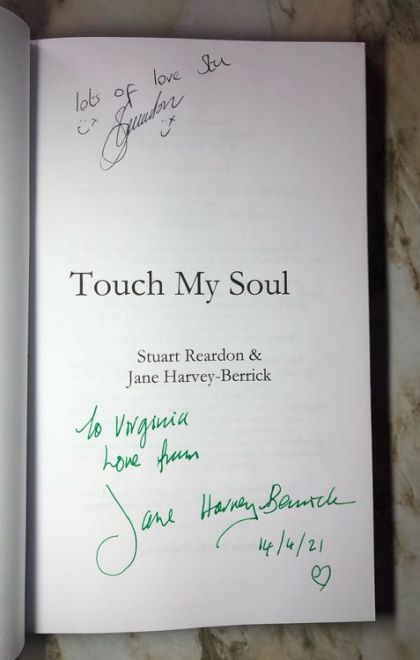 lots of love Stu
Reardon
Touch My Soul
Stuart Reardon &
Jane Harvey-Berrick
To Virginia
Love from
Jane Harvey-Berrick
14/4/21